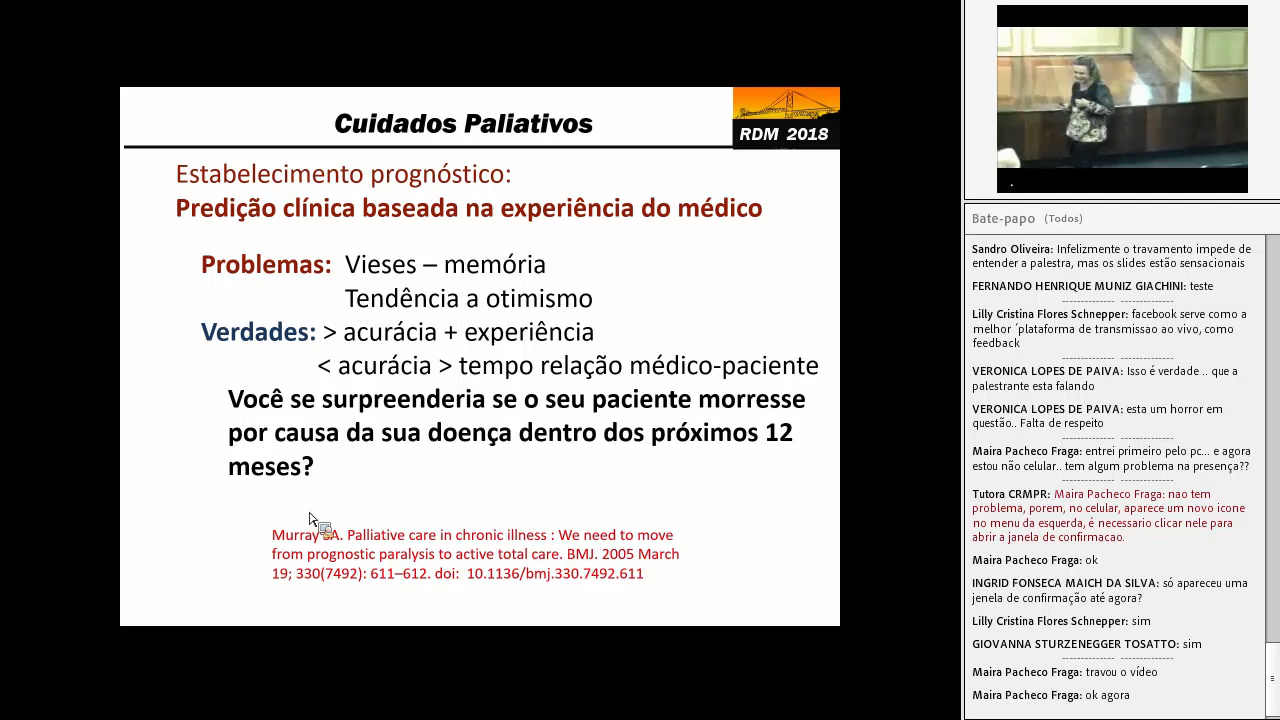 Cuidados Paliativos
RDM 2018
Estabelecimento prognóstico:
Predição clínica baseada na experiência do médico
Problemas: Vieses – memória
Tendência a otimismo
Verdades: > acurácia + experiência
< acurácia > tempo relação médico-paciente
Você se surpreenderia se o seu paciente morresse
por causa da sua doença dentro dos próximos 12
meses?
Murray SA. Palliative care in chronic illness : We need to move
from prognostic paralysis to active total care. BMJ. 2005 March
19; 330(7492): 611–612. doi: 10.1136/bmj.330.7492.611
Bate-papo (Todos)
Sandro Oliveira: Infelizmente o travamento impede de
entender a palestra, mas os slides estão sensacionais
FERNANDO HENRIQUE MUNIZ GIACHINI: teste
-------------- --------------
Lilly Cristina Flores Schnepper: facebook serve como a
melhor ´plataforma de transmissao ao vivo, como
feedback
-------------- --------------
VERONICA LOPES DE PAIVA: Isso é verdade .. que a
palestrante esta falando
VERONICA LOPES DE PAIVA: esta um horror em
questão.. Falta de respeito
-------------- --------------
Maira Pacheco Fraga: entrei primeiro pelo pc... e agora
estou não celular.. tem algum problema na presença??
-------------- --------------
Tutora CRMPR: Maira Pacheco Fraga: nao tem
problema, porem, no celular, aparece um novo icone
no menu da esquerda, é necessario clicar nele para
abrir a janela de confirmacao.
Maira Pacheco Fraga: ok
INGRID FONSECA MAICH DA SILVA: só apareceu uma
jenela de confirmação até agora?
Lilly Cristina Flores Schnepper: sim
GIOVANNA STURZENEGGER TOSATTO: sim
-------------- --------------
Maira Pacheco Fraga: travou o vídeo
Maira Pacheco Fraga: ok agora